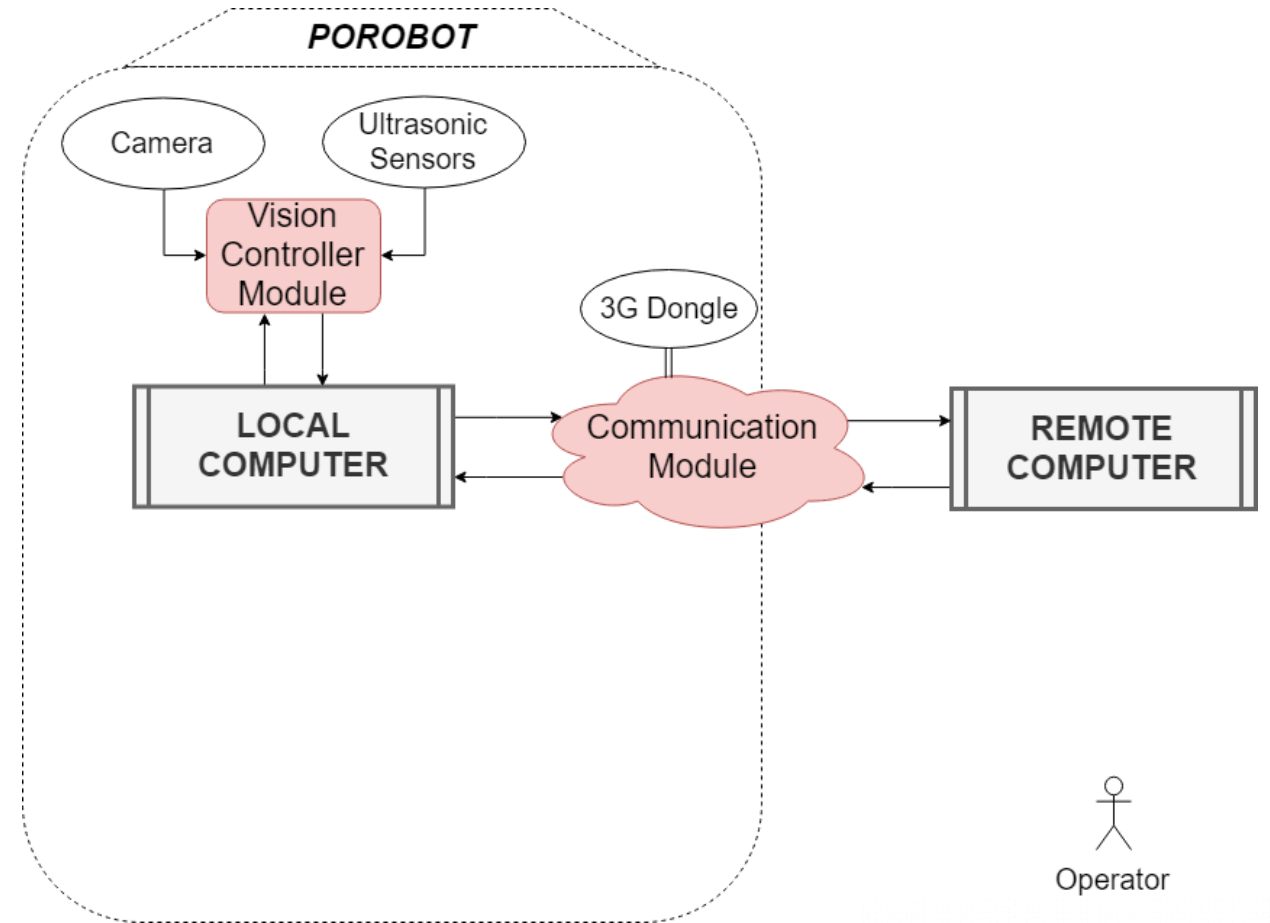 POROBOT
Camera
Ultrasonic
Sensors
Vision
Controller
Module
3G Dongle
LOCAL
COMPUTER
Communication
Module
REMOTE
COMPUTER
Operator